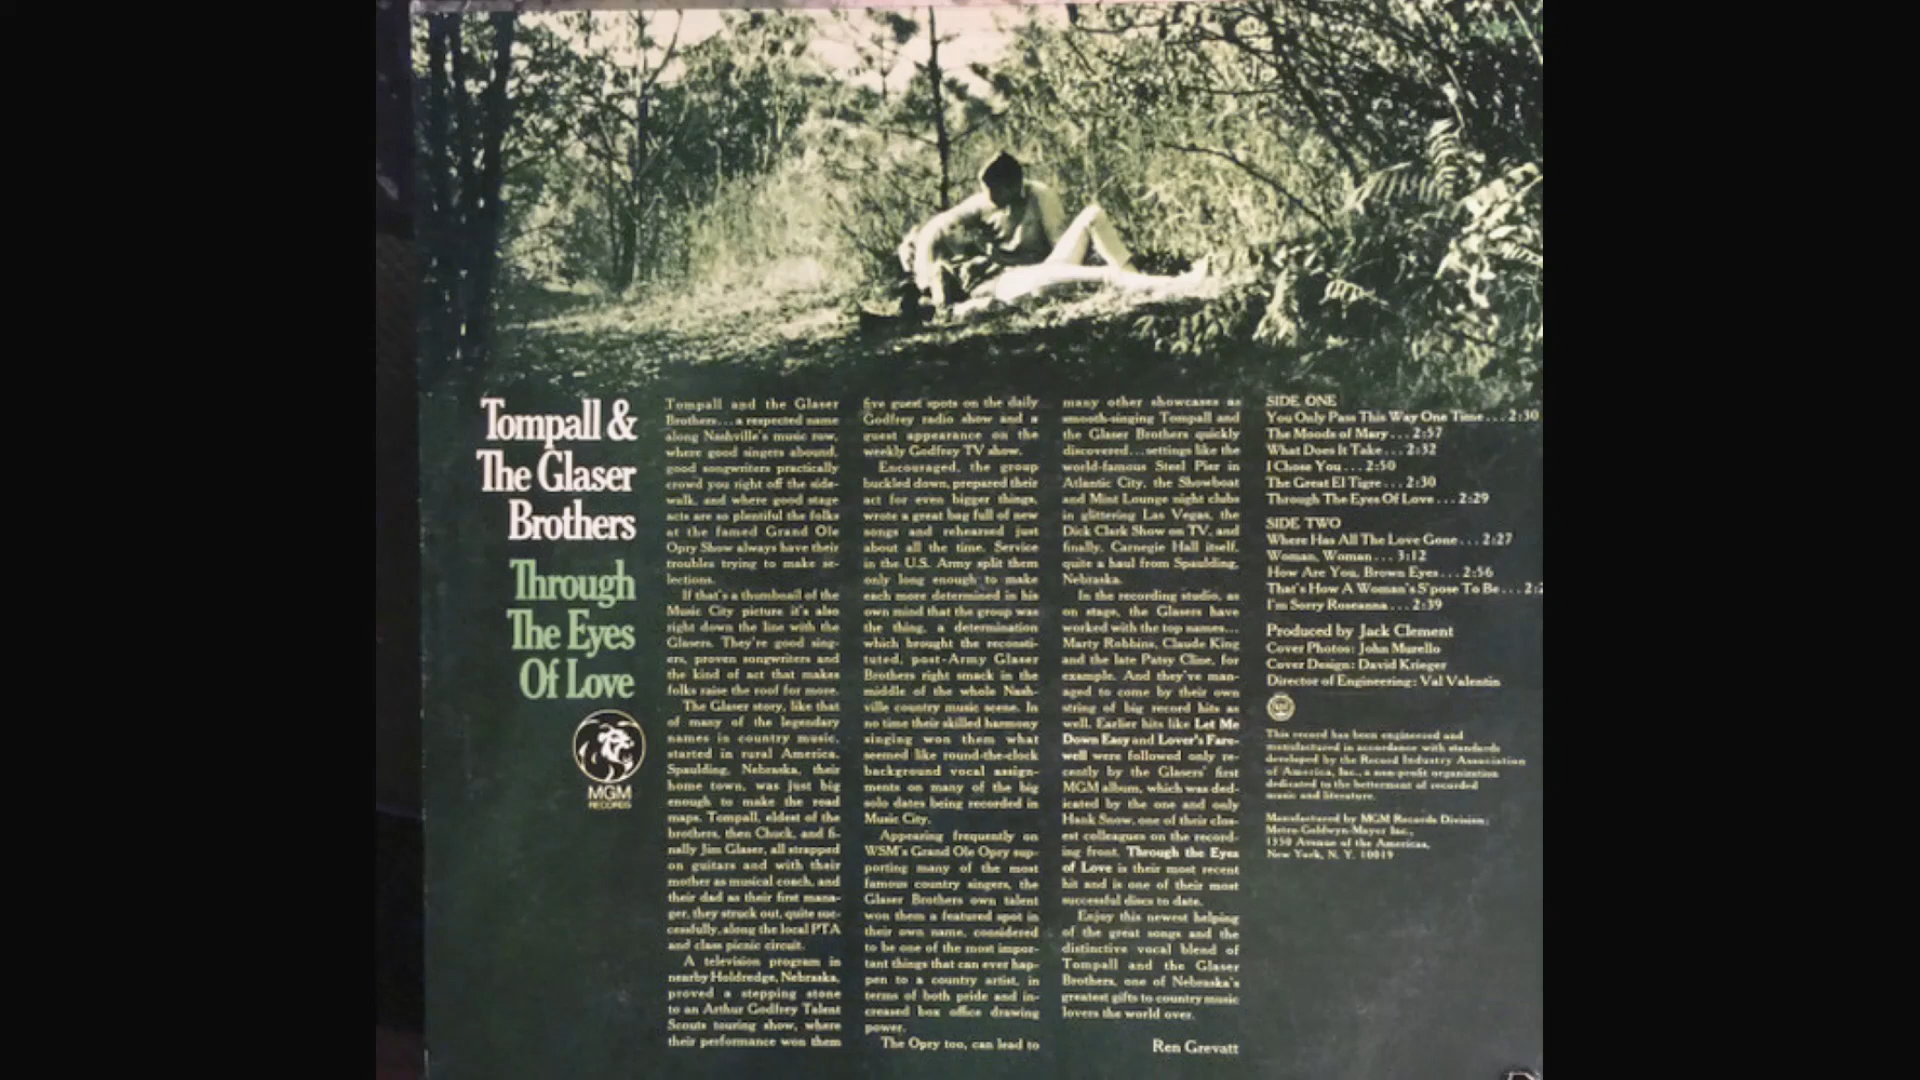 Tompall &
The Glaser
Brothers
Through
The Eyes
Of Love
MGM
RECORDS
Tompall and the Glaser
Brothers...a respected name
along Nashville's music row,
where good singers abound,
good songwriters practically
crowd you right off the side-
walk, and where good stage
acts are so plentiful the folks
at the famed Grand Ole
Opry Show always have their
troubles trying to make se-
lections.
If that's a thumbnail of the
Music City picture it's also
right down the line with the
Glasers. They're good sing-
ers, proven songwriters and
the kind of act that makes
folks raise the roof for more.
The Glaser story, like that
of many of the legendary
names in country music,
started in rural America.
Spaulding, Nebraska, their
home town, was just big
enough to make the road
maps. Tompall, eldest of the
brothers, then Chuck, and fi-
nally Jim Glaser, all strapped
on guitars and with their
mother as musical coach, and
their dad as their first mana-
ger, they struck out, quite suc-
cessfully, along the local PTA
and class picnic circuit.
A television program in
nearby Holdredge, Nebraska,
proved a stepping stone
to an Arthur Godfrey Talent
Scouts touring show, where
their performance won them
five guest spots on the daily
Godfrey radio show and a
guest appearance on the
weekly Godfrey TV show.
Encouraged, the group
buckled down, prepared their
act for even bigger things,
wrote a great bag full of new
songs and rehearsed just
about all the time. Service
in the U.S. Army split them
only long enough to make
each more determined in his
own mind that the group was
the thing, a determination
which brought the reconsti-
tuted, post-Army Glaser
Brothers right smack in the
middle of the whole Nash-
ville country music scene. In
no time their skilled harmony
singing won them what
seemed like round-the-clock
background vocal assign-
ments on many of the big
solo dates being recorded in
Music City.
Appearing frequently on
WSM's Grand Ole Opry sup-
porting many of the most
famous country singers, the
Glaser Brothers own talent
won them a featured spot in
their own name, considered
to be one of the most impor-
tant things that can ever hap-
pen to a country artist, in
terms of both pride and in-
creased box office drawing
power.
The Opry too, can lead to
many other showcases as
smooth-singing Tompall and
the Glaser Brothers quickly
discovered...settings like the
world-famous Steel Pier in
Atlantic City, the Showboat
and Mint Lounge night clubs
in glittering Las Vegas, the
Dick Clark Show on TV, and
finally, Carnegie Hall itself,
quite a haul from Spaulding,
Nebraska.
In the recording studio, as
on stage, the Glasers have
worked with the top names...
Marty Robbins, Claude King
and the late Patsy Cline, for
example. And they've man-
aged to come by their own
string of big record hits as
well. Earlier hits like Let Me
Down Easy and Lover's Fare-
well were followed only re-
cently by the Glasers' first
MGM album, which was ded-
icated by the one and only
Hank Snow, one of their clos-
est colleagues on the record-
ing front. Through the Eyes
of Love is their most recent
hit and is one of their most
successful discs to date.
Enjoy this newest helping
of the great songs and the
distinctive vocal blend of
Tompall and the Glaser
Brothers, one of Nebraska's
greatest gifts to country music
lovers the world over.
Ren Grevatt
SIDE ONE
You Only Pass This Way One Time...2:30
The Moods of Mary...2:57
What Does It Take...2:32
I Chose You...2:50
The Great El Tigre...2:30
Through The Eyes Of Love...2:29
SIDE TWO
Where Has All The Love Gone...2:27
Woman, Woman...3:12
How Are You, Brown Eyes...2:56
That's How A Woman's S'pose To Be...2:2
I'm Sorry Roseanna...2:39
Produced by Jack Clement
Cover Photos: John Murello
Cover Design: David Krieger
Director of Engineering: Val Valentin
This record has been engineered and
manufactured in accordance with standards
developed by the Record Industry Association
of America, Inc., a non-profit organization
dedicated to the betterment of recorded
music and literature.
Manufactured by MGM Records Division:
Metro-Goldwyn-Mayer Inc.,
1350 Avenue of the Americas,
New York, N. Y. 10019